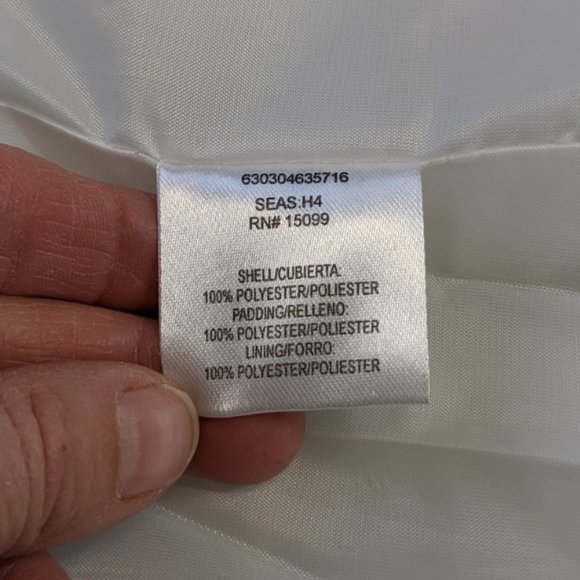 630304635716
SEAS:H4
RN# 15099
SHELL/CUBIERTA:
100% POLYESTER/POLIESTER
PADDING/RELLENO:
100% POLYESTER/POLIESTER
LINING/FORRO:
100% POLYESTER/POLIESTER